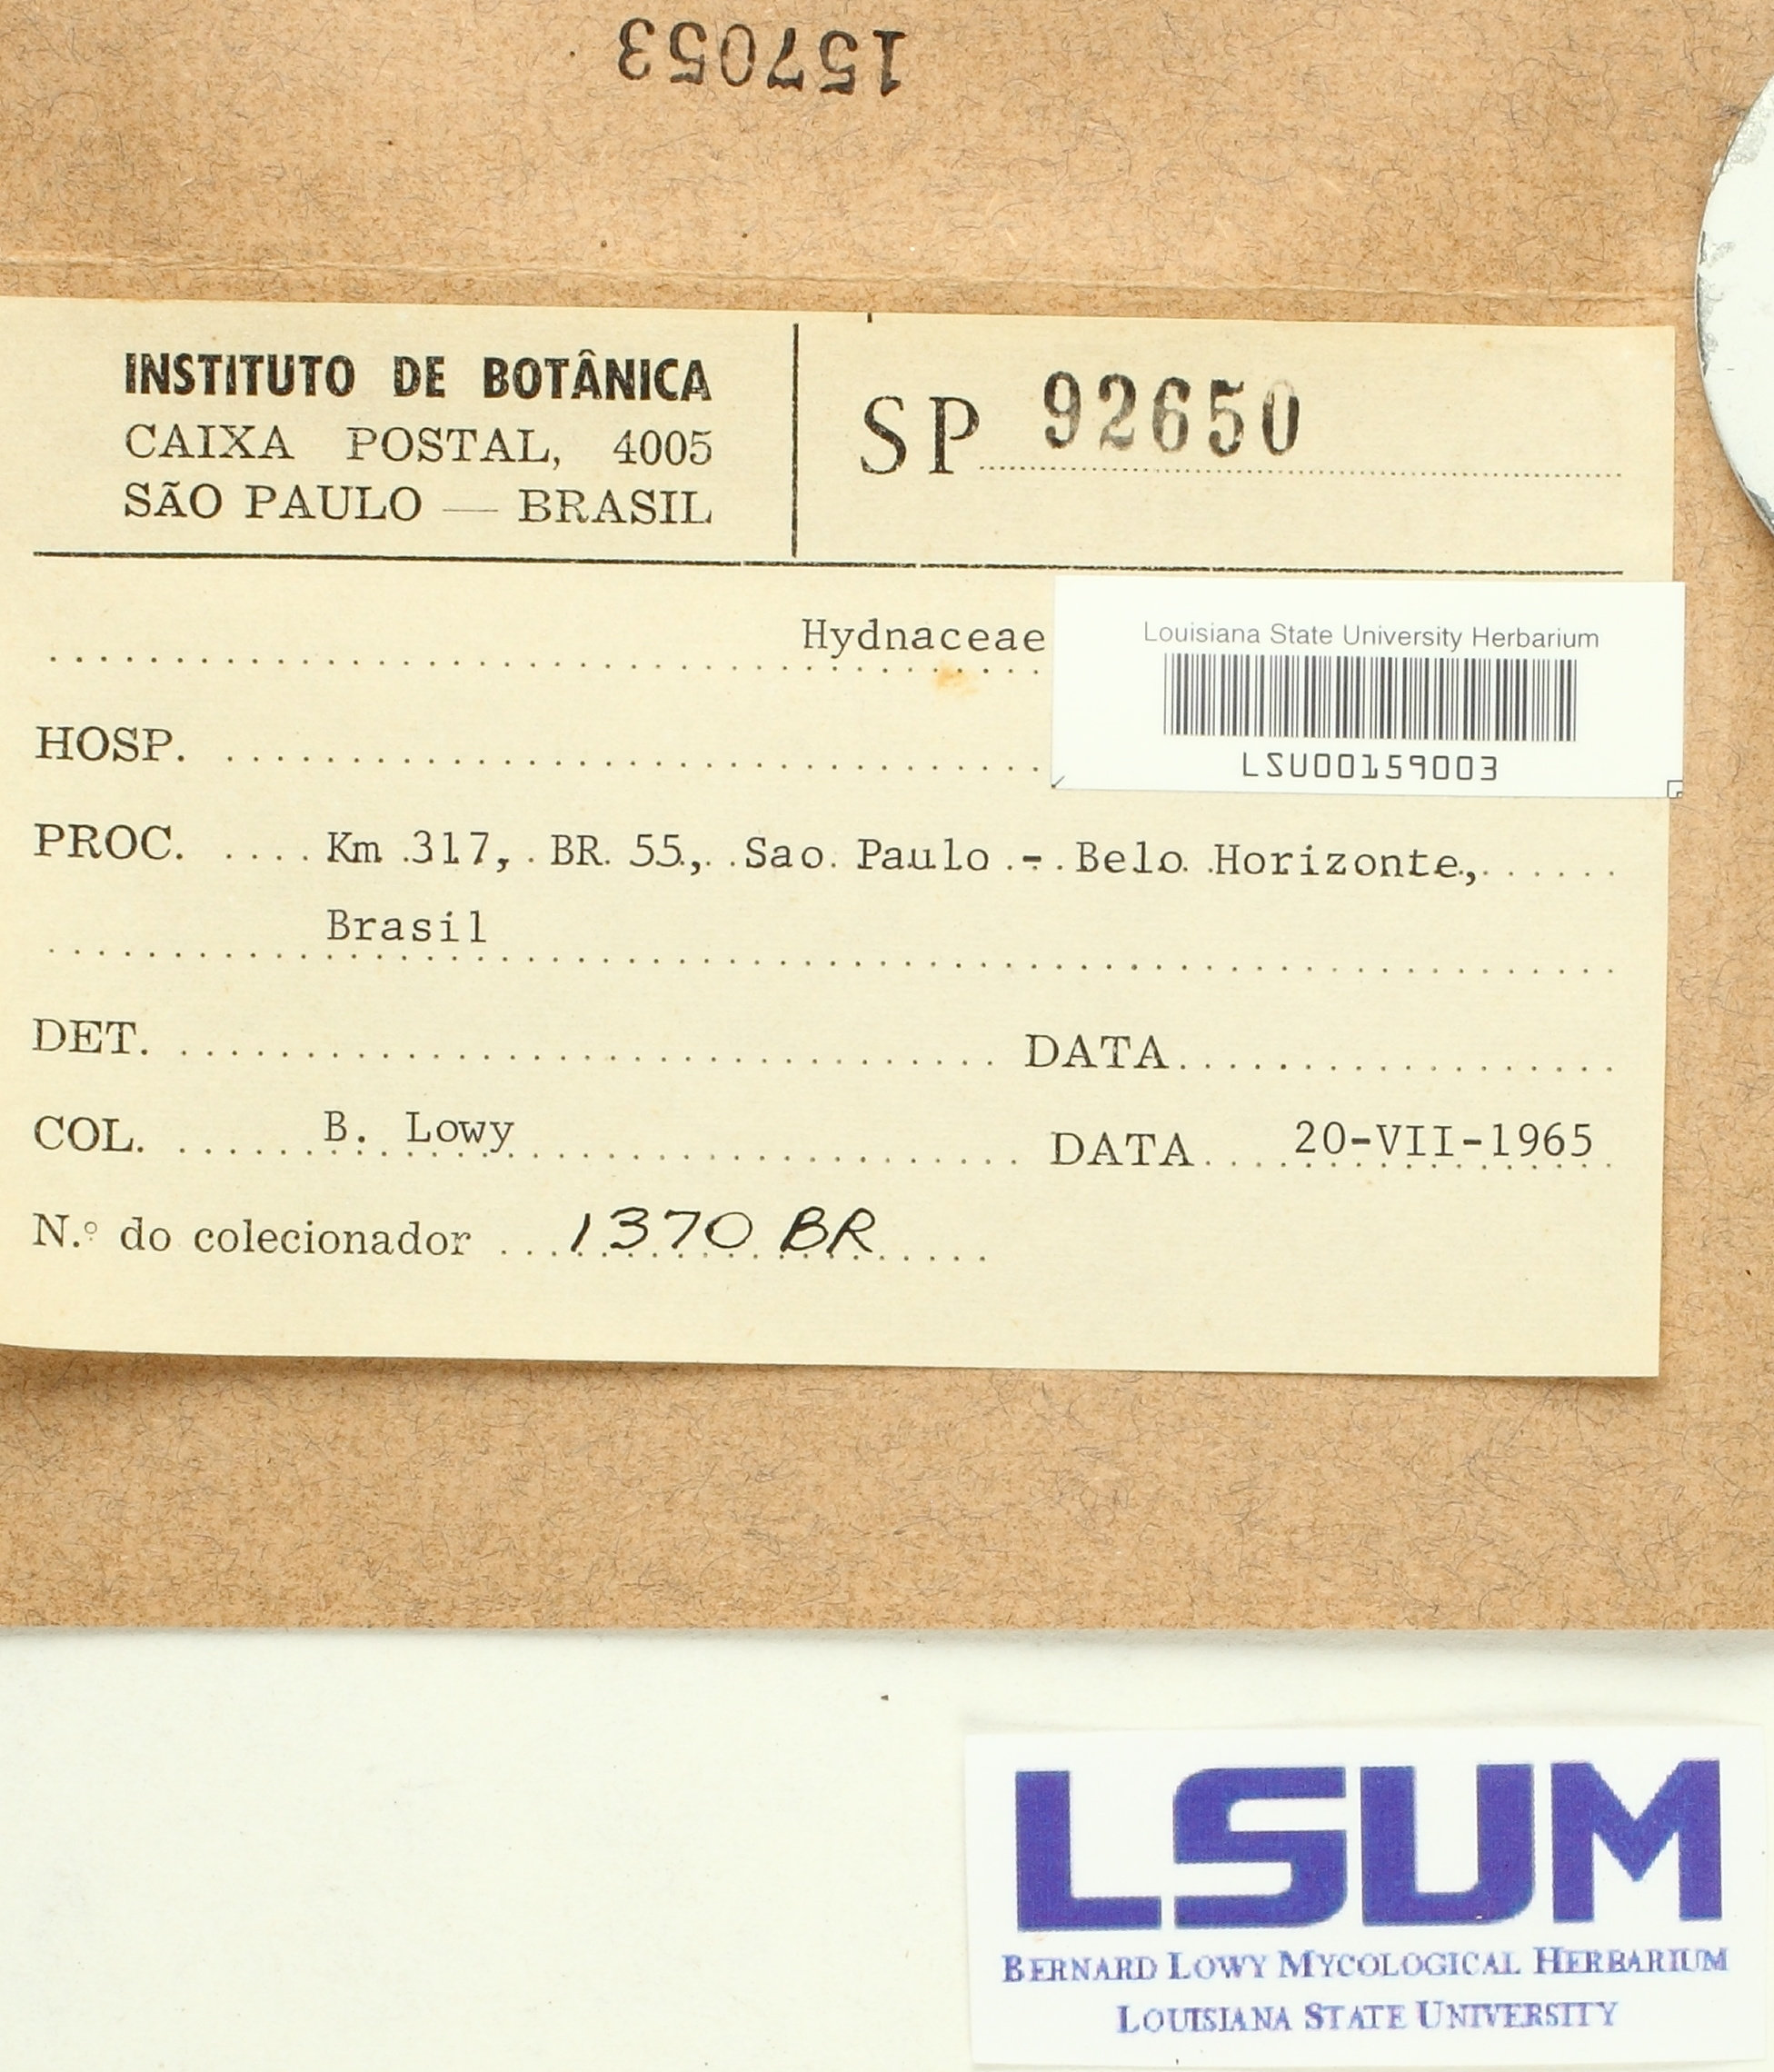 157053
INSTITUTO DE BOTÂNICA
CAIXA POSTAL, 4005
SÃO PAULO — BRASIL
SP 92650
Hydnaceae
Louisiana State University Herbarium
LSU00159003
HOSP.
PROC. Km 317, BR 55, Sao Paulo - Belo Horizonte,
Brasil
DET. DATA
COL. B. Lowy DATA 20-VII-1965
N.º do colecionador 1370 BR
LSUM
BERNARD LOWY MYCOLOGICAL HERBARIUM
LOUISIANA STATE UNIVERSITY